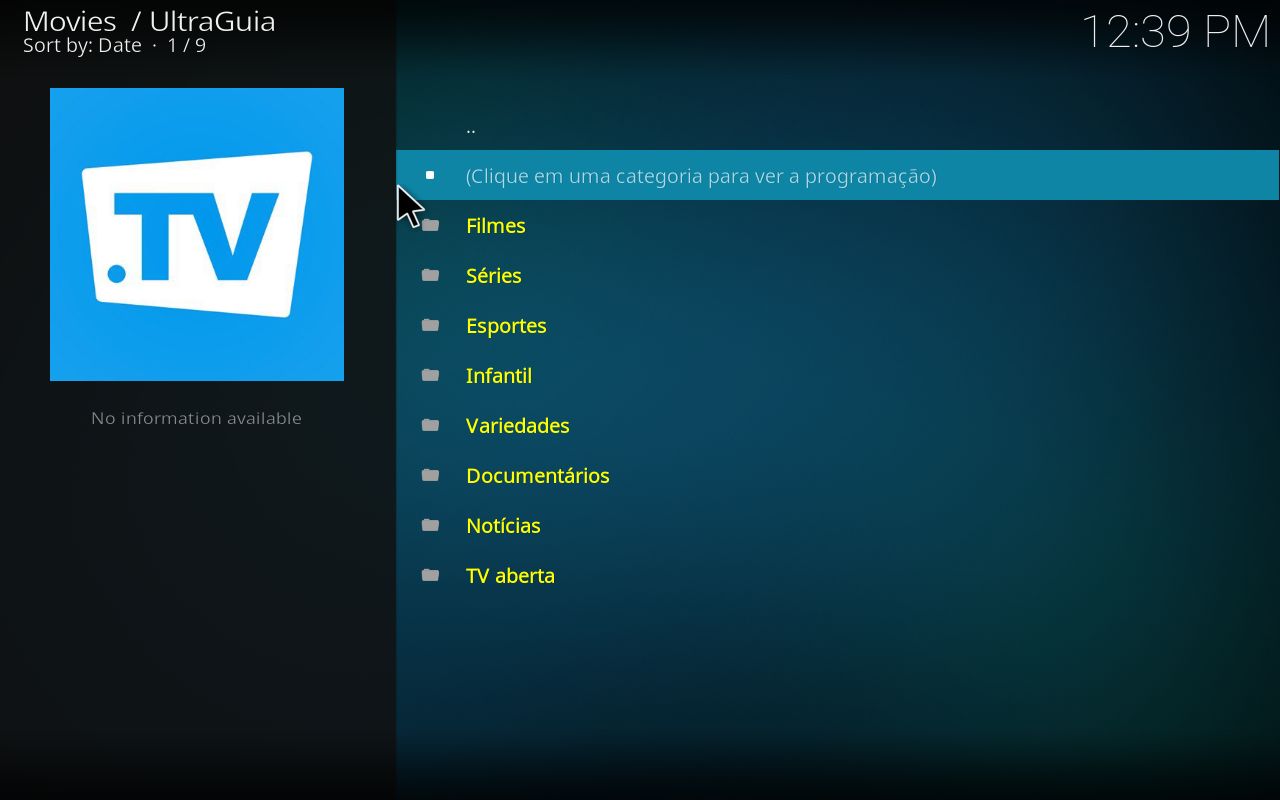 Movies / UltraGuia
Sort by: Date · 1 / 9
12:39 PM
.TV
No information available
..
(Clique em uma categoria para ver a programação)
Filmes
Séries
Esportes
Infantil
Variedades
Documentários
Notícias
TV aberta